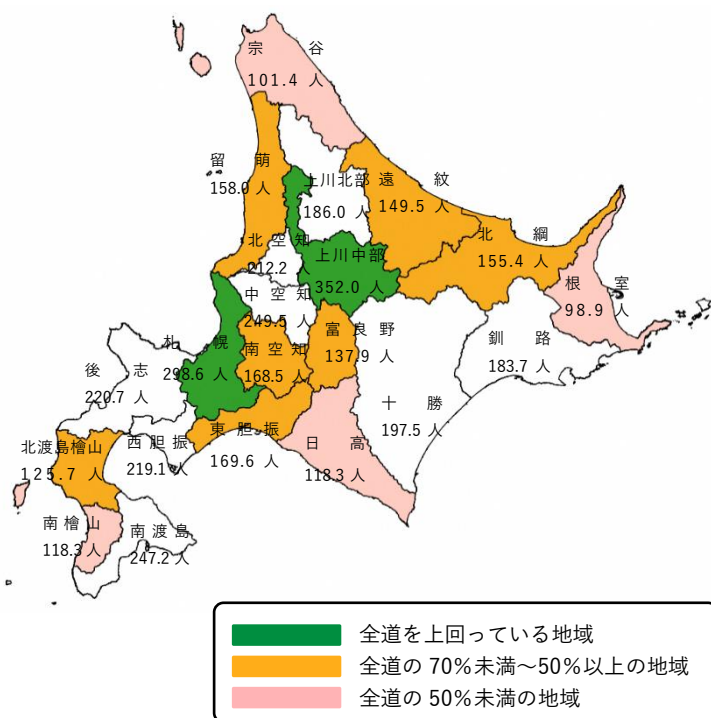 宗谷
101.4 人
留萌
158.0 人
上川北部
186.0 人
遠紋
149.5 人
北網
155.4 人
北空知
212.2 人
上川中部
352.0 人
根室
98.9 人
中空知
249.5 人
富良野
137.9 人
釧路
183.7 人
札幌
298.6 人
南空知
168.5 人
後志
220.7 人
十勝
197.5 人
東胆振
169.6 人
日高
118.3 人
西胆振
219.1 人
北渡島檜山
125.7 人
南檜山
118.3 人
南渡島
247.2 人
全道を上回っている地域
全道の 70%未満～50%以上の地域
全道の 50%未満の地域